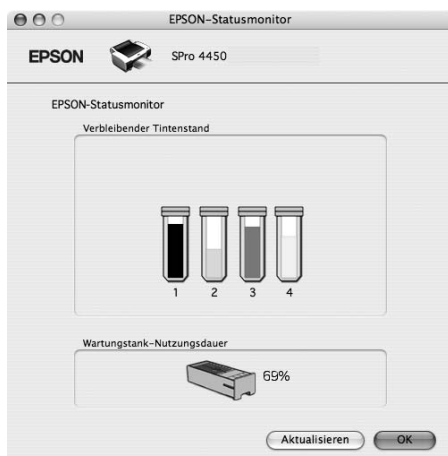 EPSON-Statusmonitor
EPSON
SPro 4450
EPSON-Statusmonitor
Verbleibender Tintenstand
1 2 3 4
Wartungstank-Nutzungsdauer
69%
Aktualisieren OK